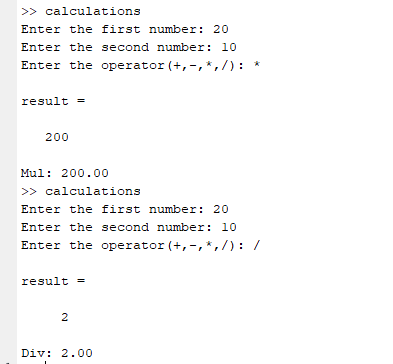 >> calculations
Enter the first number: 20
Enter the second number: 10
Enter the operator(+,-,*,/): *
result =
200
Mul: 200.00
>> calculations
Enter the first number: 20
Enter the second number: 10
Enter the operator(+,-,*,/): /
result =
2
Div: 2.00